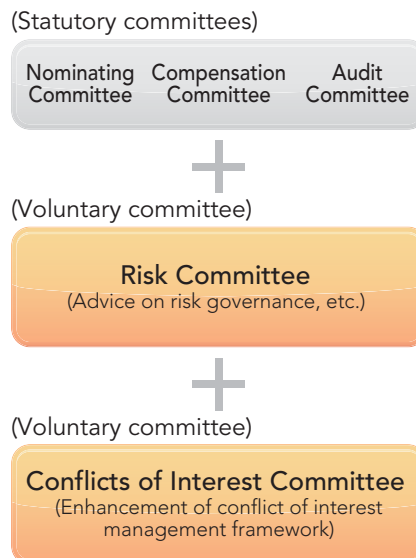 (Statutory committees)
Nominating Committee
Compensation Committee
Audit Committee
+
(Voluntary committee)
Risk Committee
(Advice on risk governance, etc.)
+
(Voluntary committee)
Conflicts of Interest Committee
(Enhancement of conflict of interest
management framework)